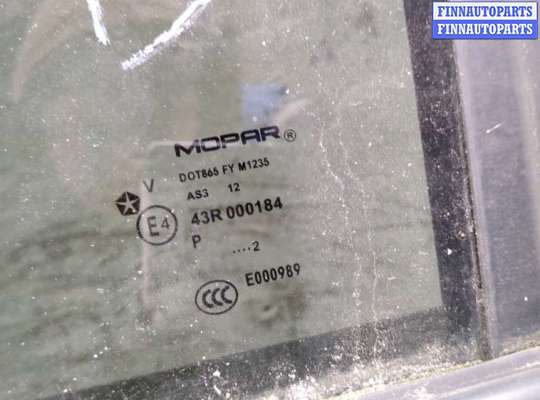 FINNAUTOPARTS
FINNAUTOPARTS
MOPAR®
DOT865 FY M1235
V
AS3 12
E4 43R 000184
P ....2
CCC E000989